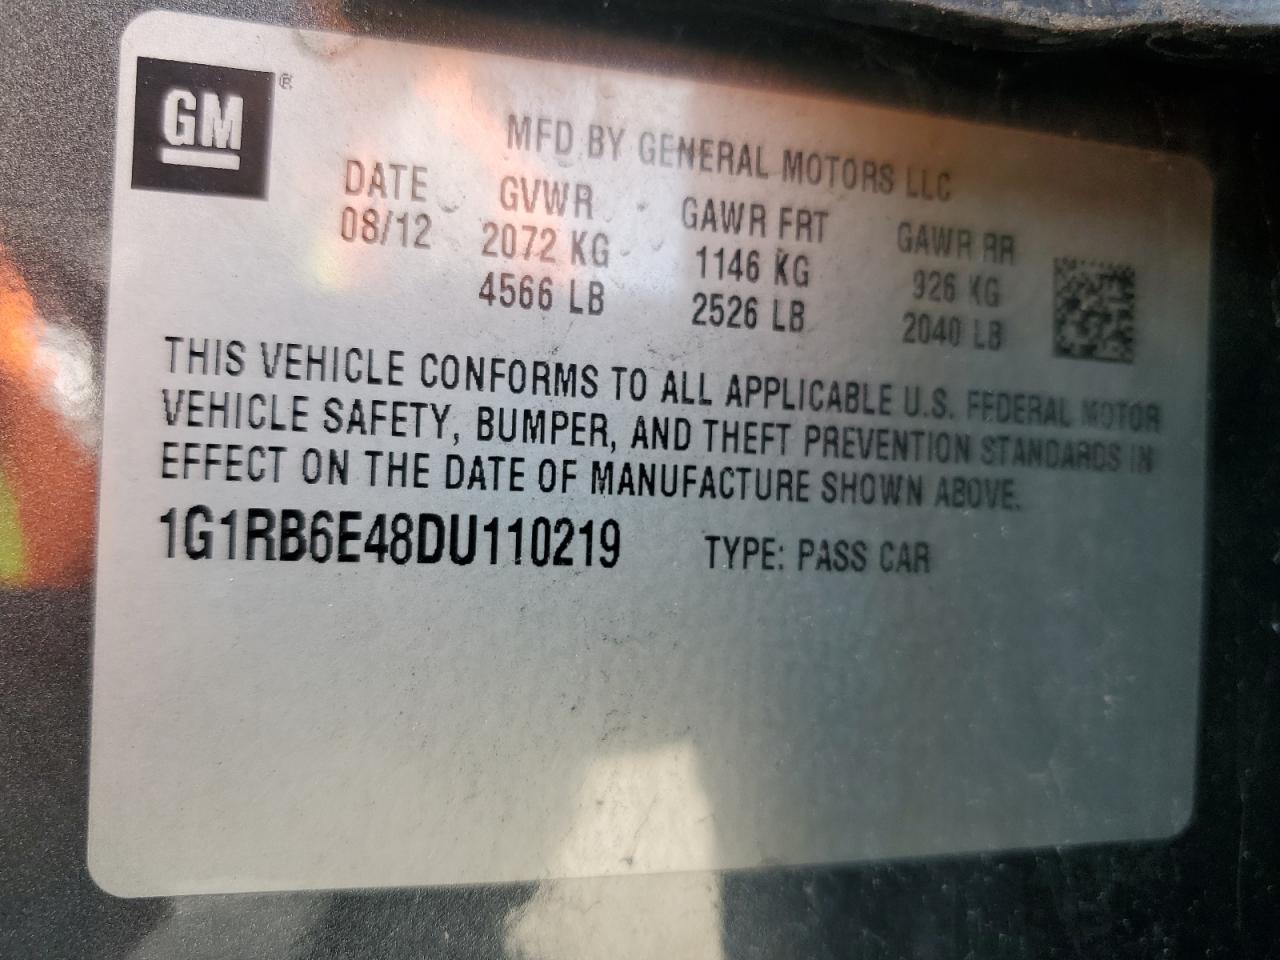 GM ®
MFD BY GENERAL MOTORS LLC
DATE GVWR GAWR FRT GAWR RR
08/12 2072 KG 1146 KG 926 KG
4566 LB 2526 LB 2040 LB
THIS VEHICLE CONFORMS TO ALL APPLICABLE U.S. FEDERAL MOTOR
VEHICLE SAFETY, BUMPER, AND THEFT PREVENTION STANDARDS IN
EFFECT ON THE DATE OF MANUFACTURE SHOWN ABOVE.
1G1RB6E48DU110219 TYPE: PASS CAR